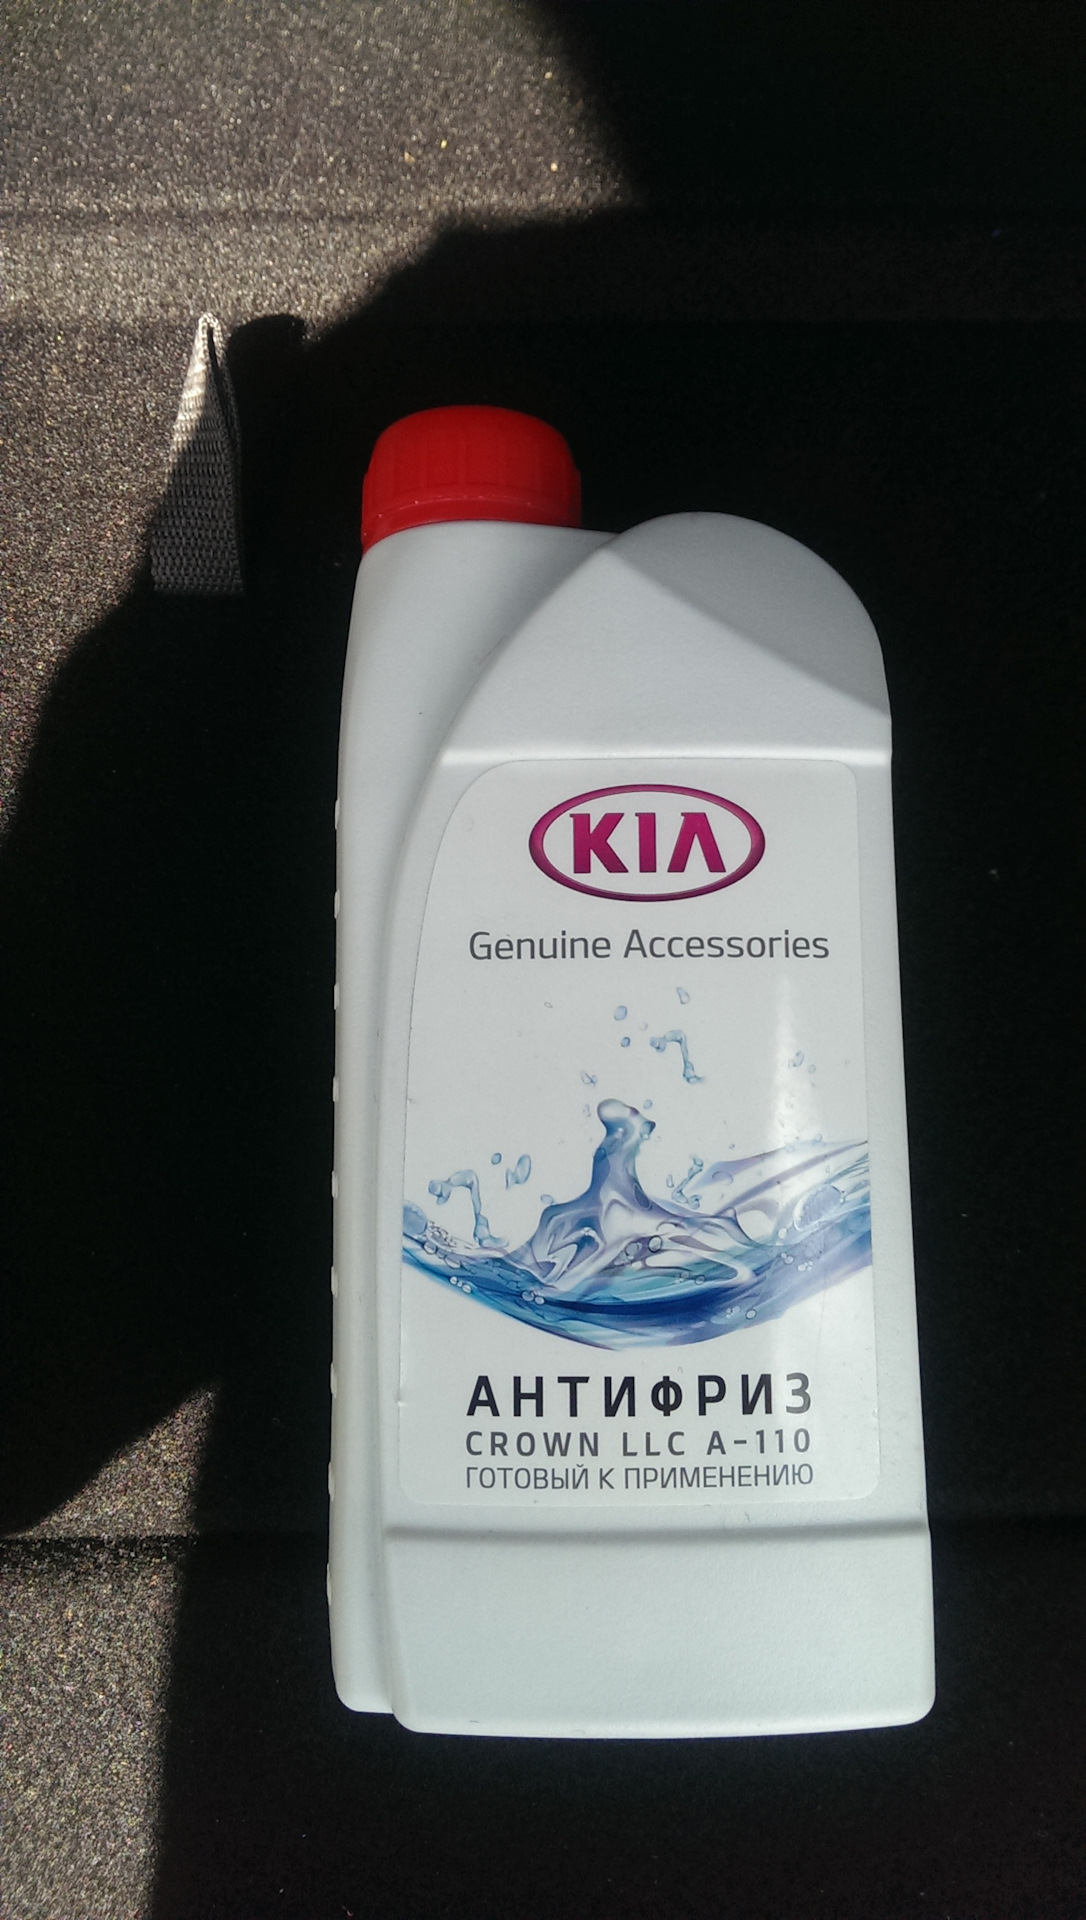 KIA
Genuine Accessories
АНТИФРИЗ
CROWN LLC A-110
ГОТОВЫЙ К ПРИМЕНЕНИЮ